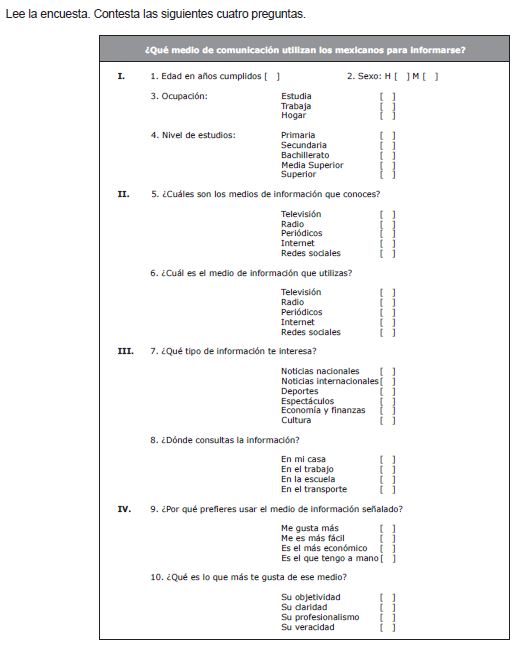 Lee la encuesta. Contesta las siguientes cuatro preguntas.
¿Qué medio de comunicación utilizan los mexicanos para informarse?
I. 1. Edad en años cumplidos [ ] 2. Sexo: H [ ] M [ ]
3. Ocupación: Estudia [ ]
Trabaja [ ]
Hogar [ ]
4. Nivel de estudios: Primaria [ ]
Secundaria [ ]
Bachillerato [ ]
Media Superior [ ]
Superior [ ]
II. 5. ¿Cuáles son los medios de información que conoces?
Televisión [ ]
Radio [ ]
Periódicos [ ]
Internet [ ]
Redes sociales [ ]
6. ¿Cuál es el medio de información que utilizas?
Televisión [ ]
Radio [ ]
Periódicos [ ]
Internet [ ]
Redes sociales [ ]
III. 7. ¿Qué tipo de información te interesa?
Noticias nacionales [ ]
Noticias internacionales [ ]
Deportes [ ]
Espectáculos [ ]
Economía y finanzas [ ]
Cultura [ ]
8. ¿Dónde consultas la información?
En mi casa [ ]
En el trabajo [ ]
En la escuela [ ]
En el transporte [ ]
IV. 9. ¿Por qué prefieres usar el medio de información señalado?
Me gusta más [ ]
Me es más fácil [ ]
Es el más económico [ ]
Es el que tengo a mano [ ]
10. ¿Qué es lo que más te gusta de ese medio?
Su objetividad [ ]
Su claridad [ ]
Su profesionalismo [ ]
Su veracidad [ ]